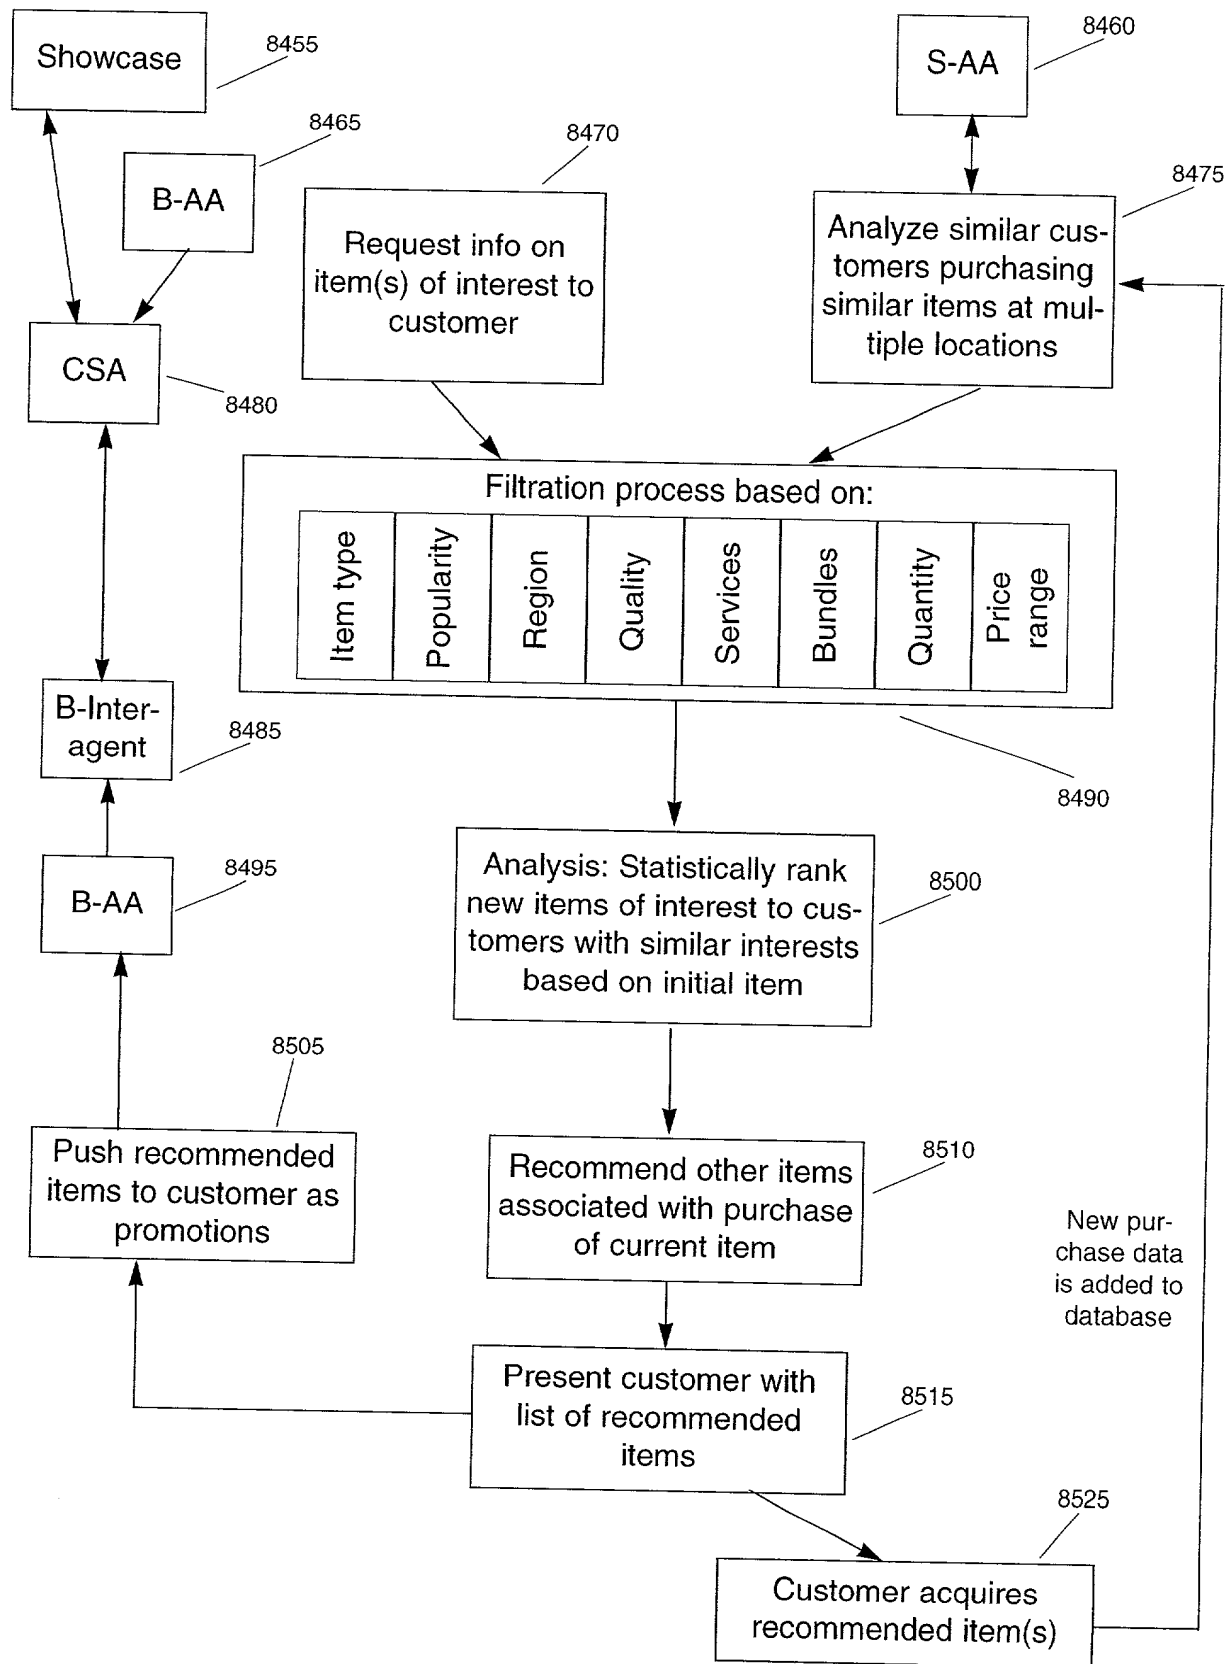 Showcase
8455
S-AA
8460
B-AA
8465
8470
8475
Request info on
item(s) of interest to
customer
Analyze similar cus-
tomers purchasing
similar items at mul-
tiple locations
CSA
8480
Filtration process based on:
Item type
Popularity
Region
Quality
Services
Bundles
Quantity
Price
range
B-Inter-
agent
8485
8490
B-AA
8495
Analysis: Statistically rank
new items of interest to cus-
tomers with similar interests
based on initial item
8500
8505
Push recommended
items to customer as
promotions
Recommend other items
associated with purchase
of current item
8510
New pur-
chase data
is added to
database
Present customer with
list of recommended
items
8515
8525
Customer acquires
recommended item(s)